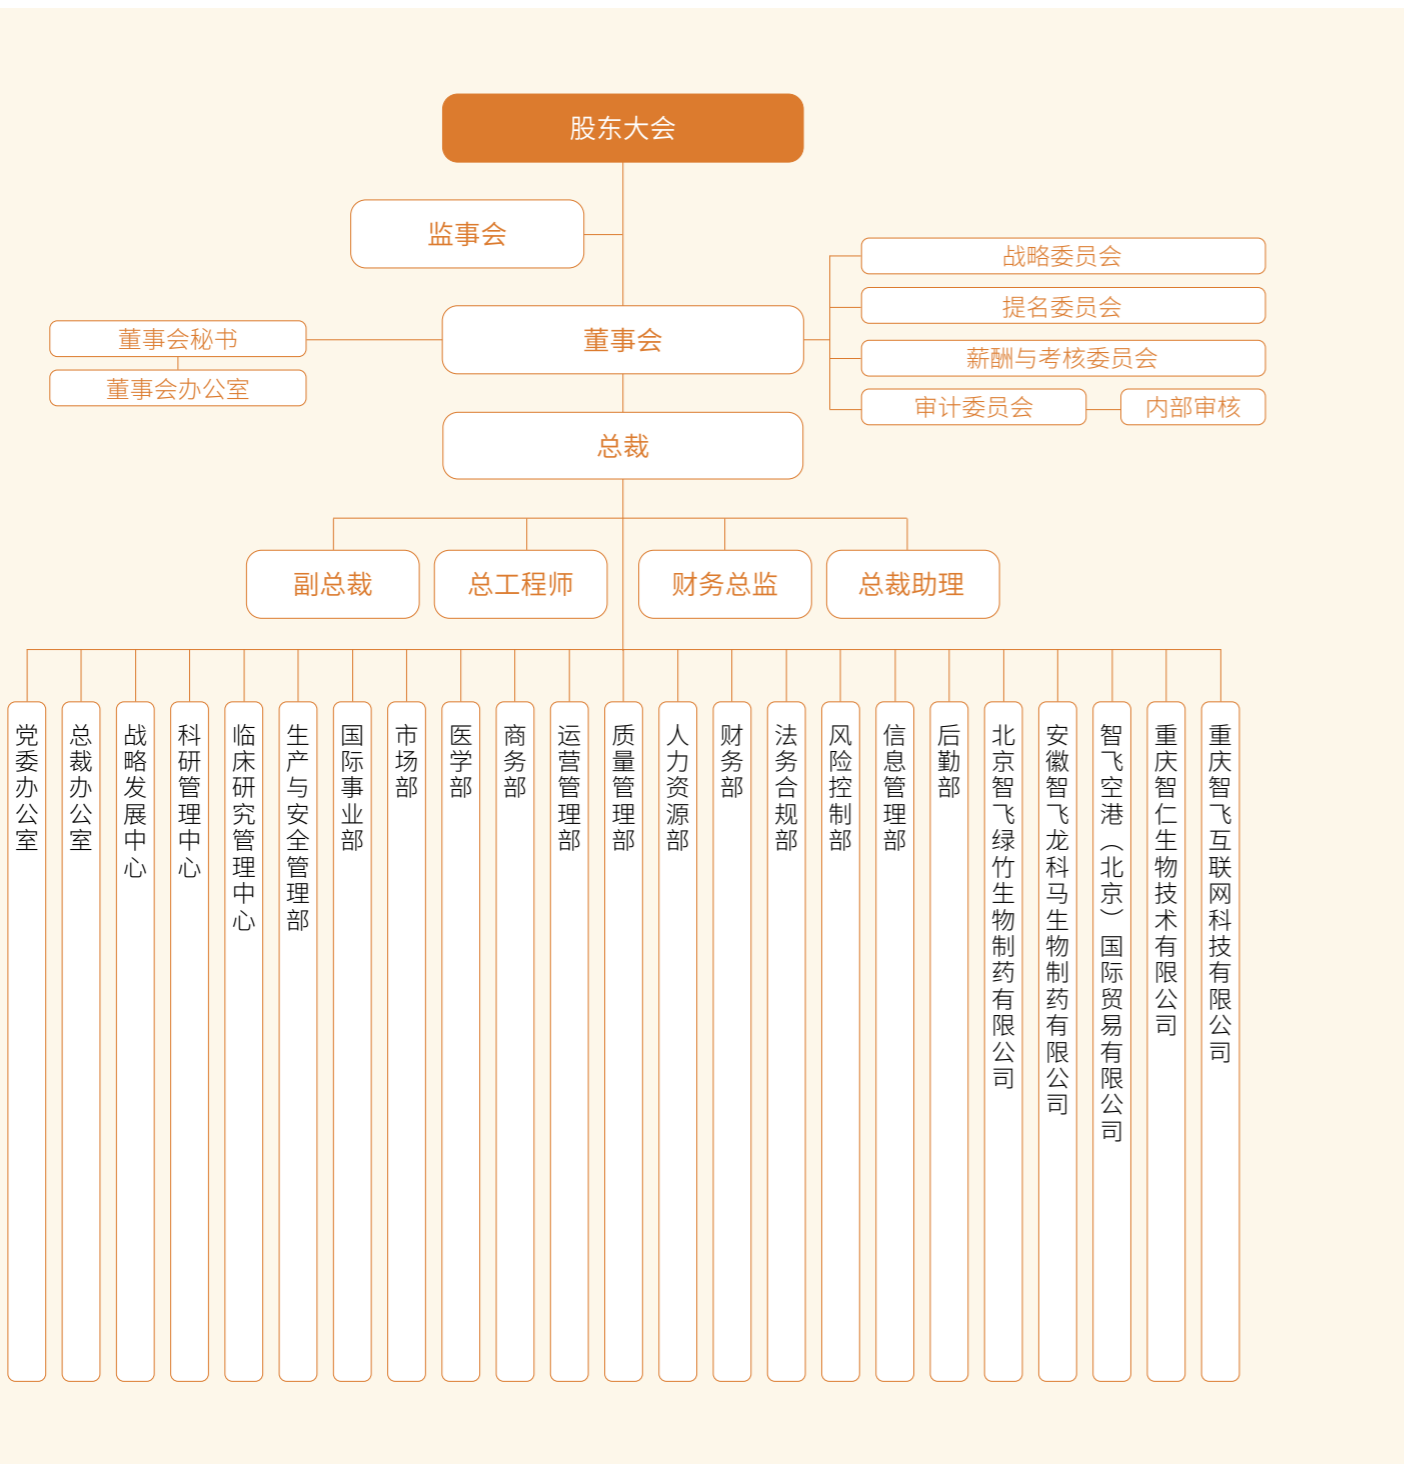 股东大会
监事会
战略委员会
提名委员会
董事会秘书
董事会
薪酬与考核委员会
董事会办公室
审计委员会
内部审核
总裁
副总裁
总工程师
财务总监
总裁助理
党委办公室
总裁办公室
战略发展中心
科研管理中心
临床研究管理中心
生产与安全管理部
国际事业部
市场部
医学部
商务部
运营管理部
质量管理部
人力资源部
财务部
法务合规部
风险控制部
信息管理部
后勤部
北京智飞绿竹生物制药有限公司
安徽智飞龙科马生物制药有限公司
智飞空港（北京）国际贸易有限公司
重庆智仁生物技术有限公司
重庆智飞互联网科技有限公司